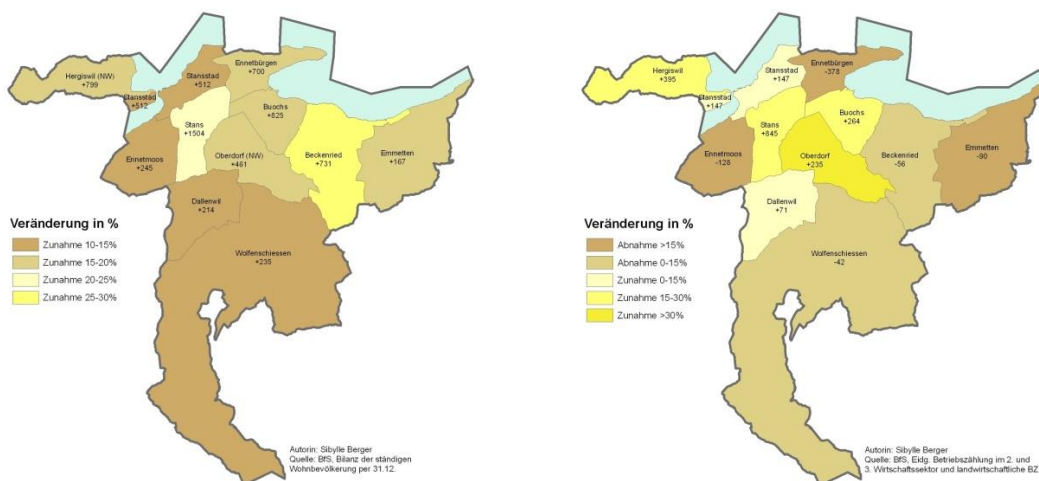 Hergiswil (NW)
+799
Stansstad
+512
Stansstad
+512
Ennetbürgen
+700
Buochs
+825
Stans
+1504
Ennetmoos
+245
Oberdorf (NW)
+461
Beckenried
+731
Emmetten
+167
Dallenwil
+214
Wolfenschiessen
+235
Veränderung in %
Zunahme 10-15%
Zunahme 15-20%
Zunahme 20-25%
Zunahme 25-30%
Autorin: Sibylle Berger
Quelle: BfS, Bilanz der ständigen
Wohnbevölkerung per 31.12.
Hergiswil
+395
Stansstad
+147
Stansstad
+147
Ennetbürgen
-378
Buochs
+264
Stans
+845
Ennetmoos
-128
Oberdorf
+235
Beckenried
-56
Emmetten
-90
Dallenwil
+71
Wolfenschiessen
-42
Veränderung in %
Abnahme >15%
Abnahme 0-15%
Zunahme 0-15%
Zunahme 15-30%
Zunahme >30%
Autorin: Sibylle Berger
Quelle: BfS, Eidg. Betriebszählung im 2. und
3. Wirtschaftssektor und landwirtschaftliche BZ